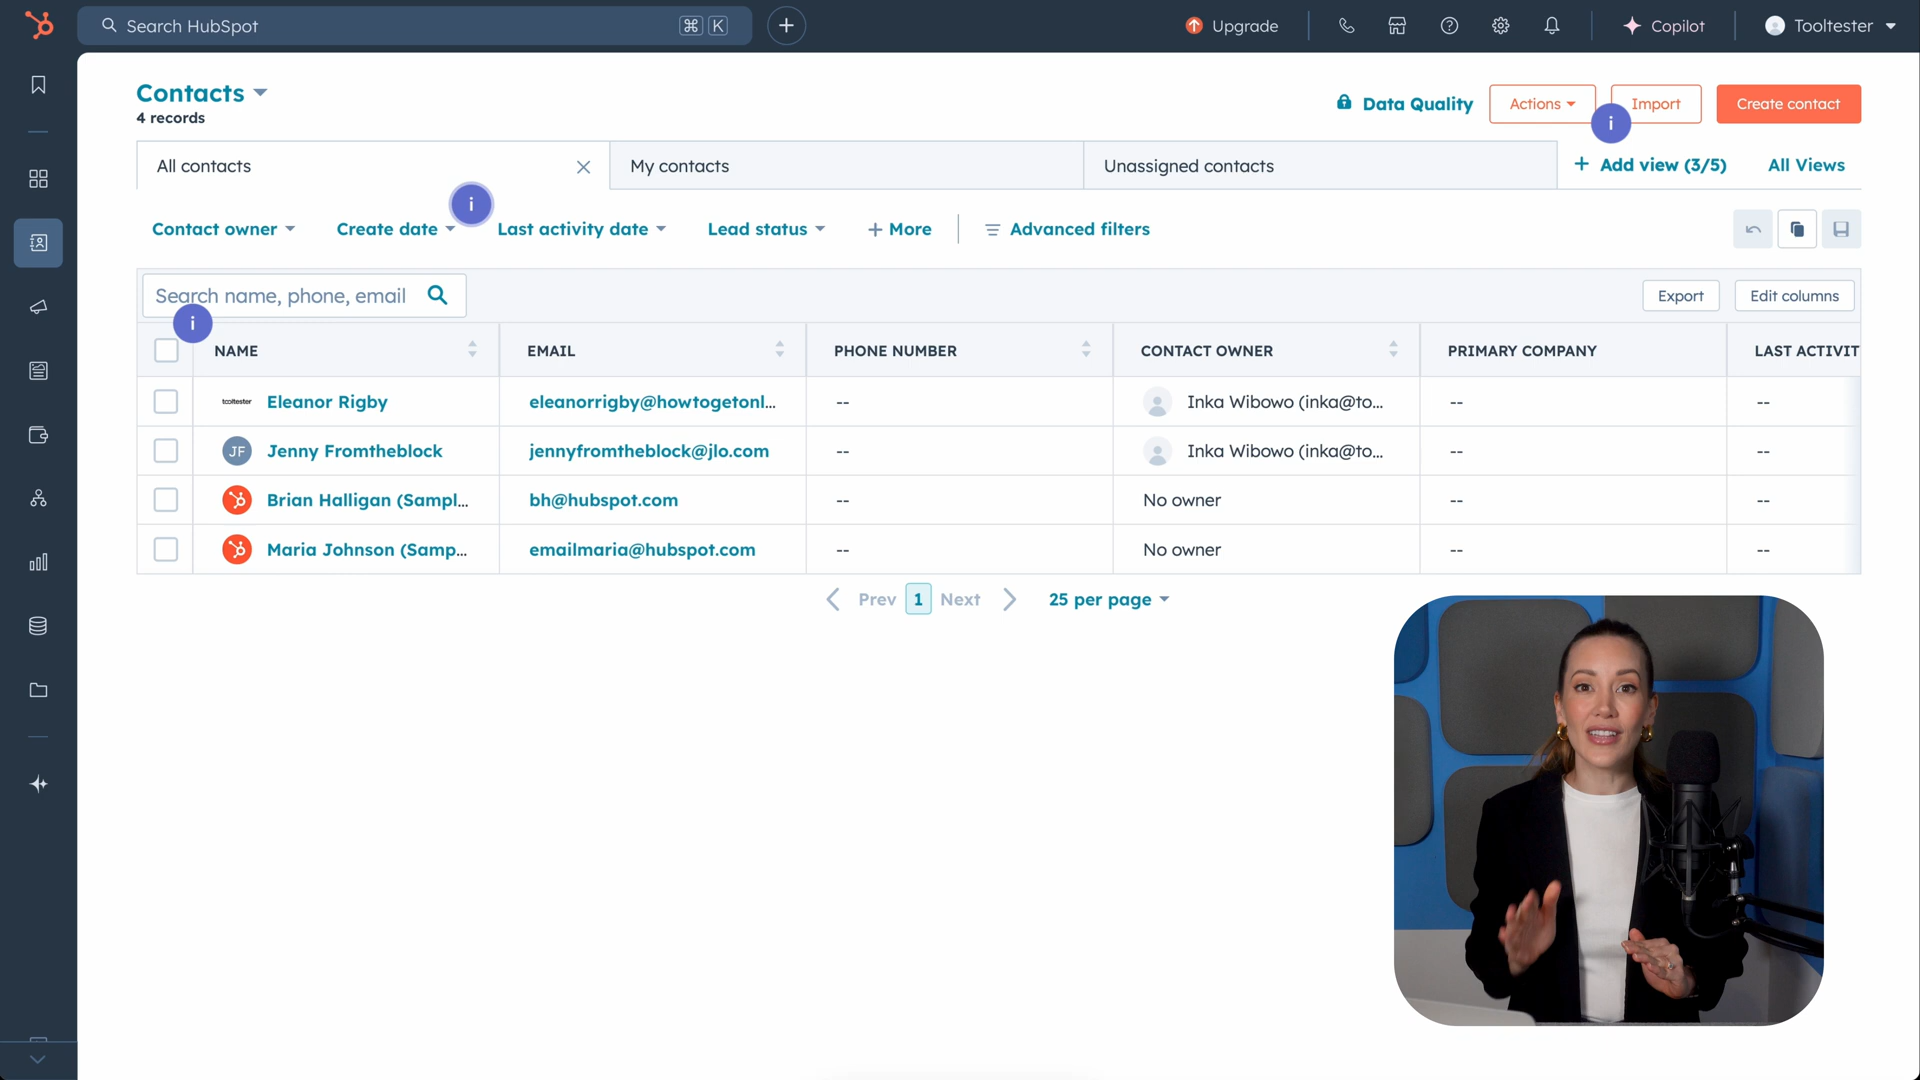 Search HubSpot ⌘ K
Upgrade
Copilot
Tooltester
Contacts
4 records
Data Quality
Actions
Import
Create contact
i
All contacts
My contacts
Unassigned contacts
+ Add view (3/5)
All Views
i
Contact owner
Create date
Last activity date
Lead status
+ More
Advanced filters
Search name, phone, email
Export
Edit columns
i
NAME EMAIL PHONE NUMBER CONTACT OWNER PRIMARY COMPANY LAST ACTIVIT
tooltester Eleanor Rigby eleanorrigby@howtogetonl... -- Inka Wibowo (inka@to... -- --
JF Jenny Fromtheblock jennyfromtheblock@jlo.com -- Inka Wibowo (inka@to... -- --
Brian Halligan (Sampl... bh@hubspot.com -- No owner -- --
Maria Johnson (Samp... emailmaria@hubspot.com -- No owner -- --
Prev 1 Next 25 per page